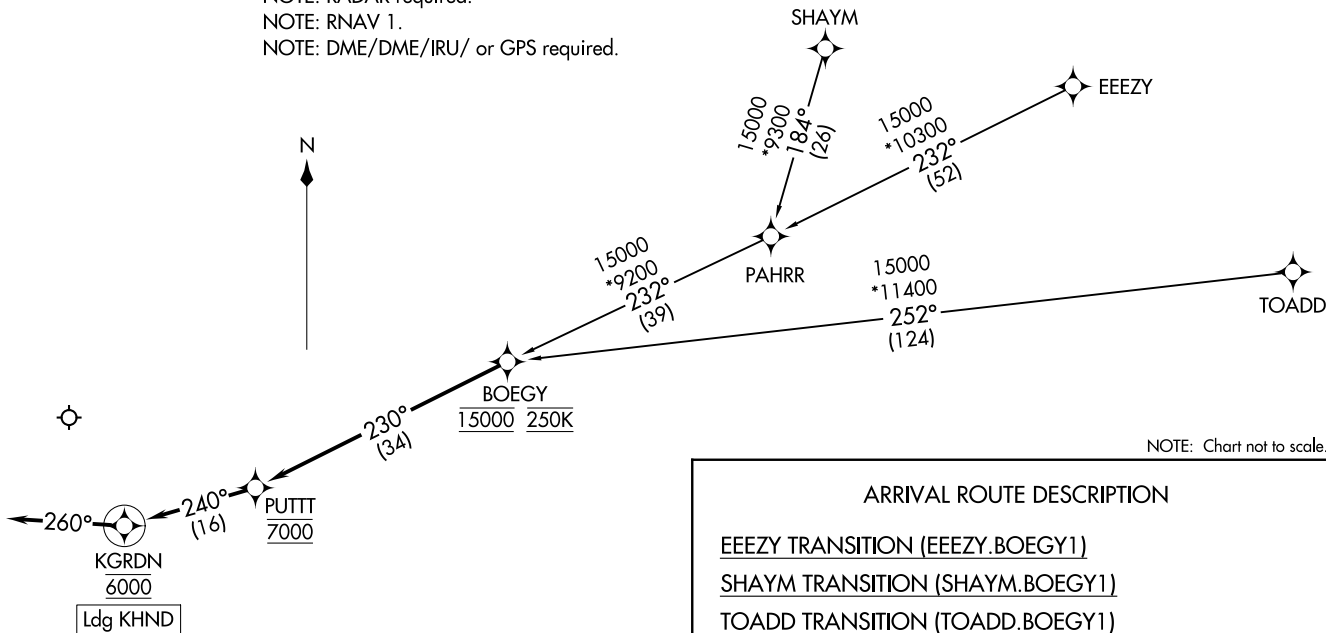 NOTE: RADAR required.
NOTE: RNAV 1.
NOTE: DME/DME/IRU/ or GPS required.
SHAYM
EEEZY
15000
*9300
184°
(26)
15000
*10300
232°
(52)
N
PAHRR
15000
*9200
232°
(39)
15000
*11400
252°
(124)
TOADD
BOEGY
15000 250K
230°
(34)
NOTE: Chart not to scale.
PUTTT
7000
240°
(16)
260°
KGRDN
6000
Ldg KHND
ARRIVAL ROUTE DESCRIPTION
EEEZY TRANSITION (EEEZY.BOEGY1)
SHAYM TRANSITION (SHAYM.BOEGY1)
TOADD TRANSITION (TOADD.BOEGY1)